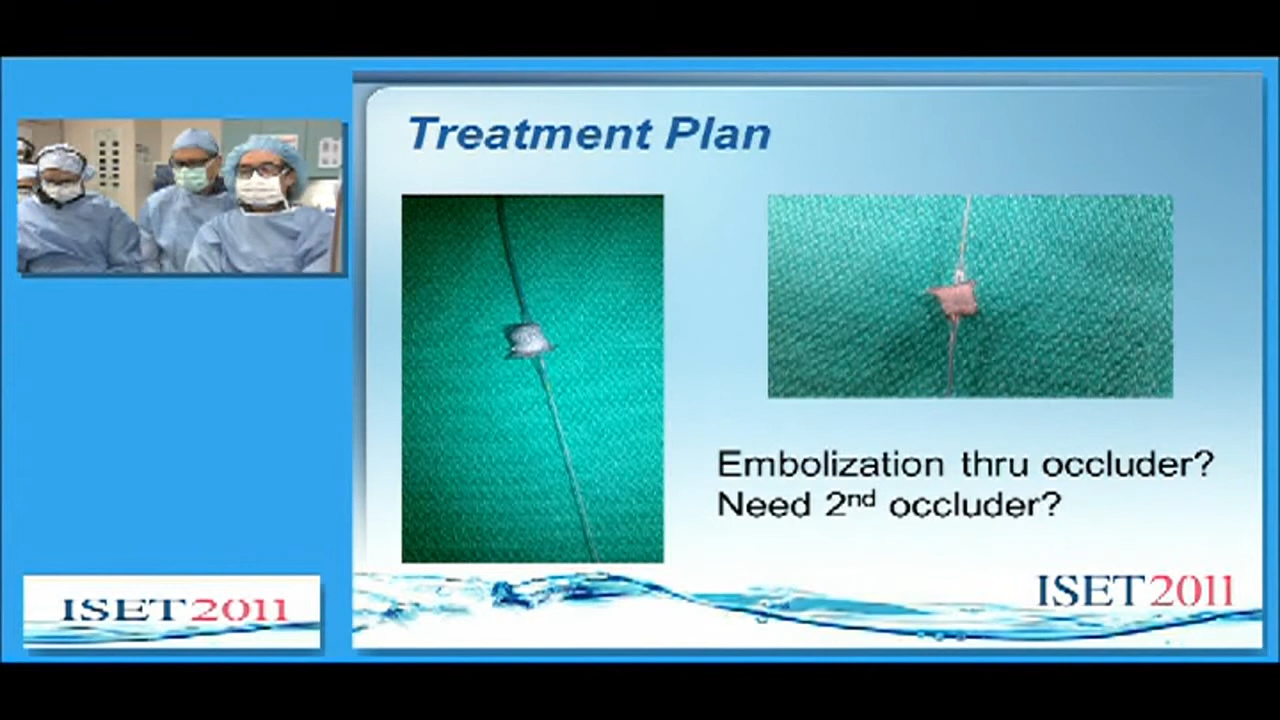 Treatment Plan
Embolization thru occluder?
Need 2nd occluder?
ISET2011
ISET2011